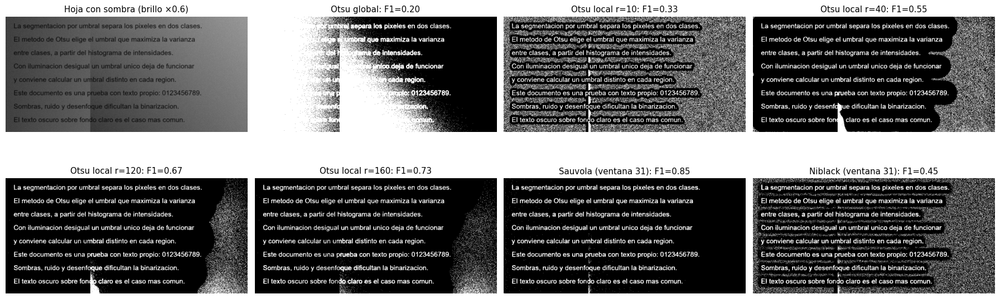 Hoja con sombra (brillo ×0.6)
La segmentacion por umbral separa los pixeles en dos clases.
El metodo de Otsu elige el umbral que maximiza la varianza
entre clases, a partir del histograma de intensidades.
Con iluminacion desigual un umbral unico deja de funcionar
y conviene calcular un umbral distinto en cada region.
Este documento es una prueba con texto propio: 0123456789.
Sombras, ruido y desenfoque dificultan la binarizacion.
El texto oscuro sobre fondo claro es el caso mas comun.
Otsu global: F1=0.20
umbral separa los pixeles en dos clases.
elige el umbral que maximiza la varianza
del histograma de intensidades.
unico deja de funcionar
en cada region.
propio: 0123456789.
binarizacion.
comun.
Otsu local r=10: F1=0.33
La segmentacion por umbral separa los pixeles en dos clases.
El metodo de Otsu elige el umbral que maximiza la varianza
entre clases, a partir del histograma de intensidades.
Con iluminacion desigual un umbral unico deja de funcionar
y conviene calcular un umbral distinto en cada region.
Este documento es una prueba con texto propio: 0123456789.
Sombras, ruido y desenfoque dificultan la binarizacion.
El texto oscuro sobre fondo claro es el caso mas comun.
Otsu local r=40: F1=0.55
La segmentacion por umbral separa los pixeles en dos clases.
El metodo de Otsu elige el umbral que maximiza la varianza
entre clases, a partir del histograma de intensidades.
Con iluminacion desigual un umbral unico deja de funcionar
y conviene calcular un umbral distinto en cada region.
Este documento es una prueba con texto propio: 0123456789.
Sombras, ruido y desenfoque dificultan la binarizacion.
El texto oscuro sobre fondo claro es el caso mas comun.
Otsu local r=120: F1=0.67
La segmentacion por umbral separa los pixeles en dos clases.
El metodo de Otsu elige el umbral que maximiza la varianza
entre clases, a partir del histograma de intensidades.
Con iluminacion desigual un umbral unico deja de funcionar
y conviene calcular un umbral distinto en cada region.
Este documento es una prueba con texto propio: 0123456789.
Sombras, ruido y desenfoque dificultan la binarizacion.
El texto oscuro sobre fondo claro es el caso mas comun.
Otsu local r=160: F1=0.73
La segmentacion por umbral separa los pixeles en dos clases.
El metodo de Otsu elige el umbral que maximiza la varianza
entre clases, a partir del histograma de intensidades.
Con iluminacion desigual un umbral unico deja de funcionar
y conviene calcular un umbral distinto en cada region.
Este documento es una prueba con texto propio: 0123456789.
Sombras, ruido y desenfoque dificultan la binarizacion.
El texto oscuro sobre fondo claro es el caso mas comun.
Sauvola (ventana 31): F1=0.85
La segmentacion por umbral separa los pixeles en dos clases.
El metodo de Otsu elige el umbral que maximiza la varianza
entre clases, a partir del histograma de intensidades.
Con iluminacion desigual un umbral unico deja de funcionar
y conviene calcular un umbral distinto en cada region.
Este documento es una prueba con texto propio: 0123456789.
Sombras, ruido y desenfoque dificultan la binarizacion.
El texto oscuro sobre fondo claro es el caso mas comun.
Niblack (ventana 31): F1=0.45
La segmentacion por umbral separa los pixeles en dos clases.
El metodo de Otsu elige el umbral que maximiza la varianza
entre clases, a partir del histograma de intensidades.
Con iluminacion desigual un umbral unico deja de funcionar
y conviene calcular un umbral distinto en cada region.
Este documento es una prueba con texto propio: 0123456789.
Sombras, ruido y desenfoque dificultan la binarizacion.
El texto oscuro sobre fondo claro es el caso mas comun.